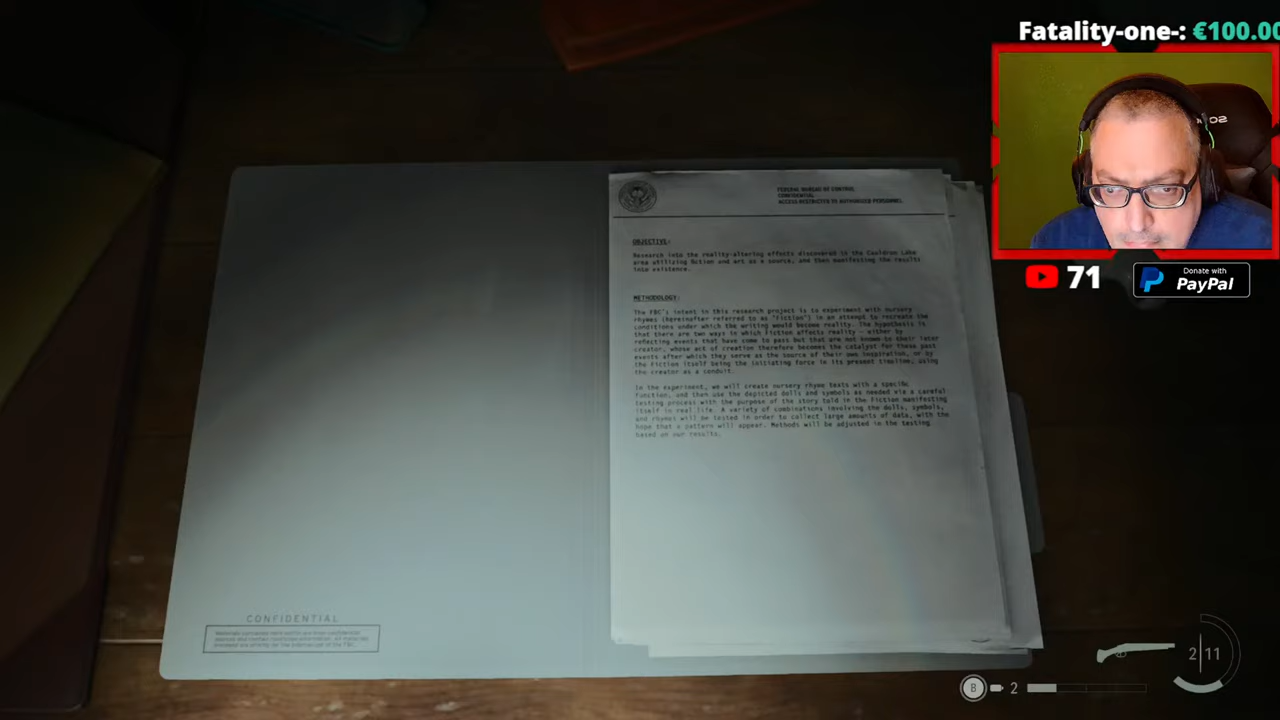 Fatality-one-: €100.00
FEDERAL BUREAU OF CONTROL
CONFIDENTIAL
ACCESS RESTRICTED TO AUTHORIZED PERSONNEL
OBJECTIVE:
Research into the reality-altering effects discovered in the Cauldron Lake
area utilizing fiction and art as a source, and then manifesting the results
into existence.
METHODOLOGY:
The FBC's intent in this research project is to experiment with nursery
rhymes (hereinafter referred to as "Fiction") in an attempt to recreate the
conditions under which the writing would become reality. The hypothesis is
that there are two ways in which Fiction affects reality – either by
reflecting events that have come to pass but that are not known to their later
creator, whose act of creation therefore becomes the catalyst for these past
events after which they serve as the source of their own inspiration, or by
the Fiction itself being the initiating force in its present timeline, using
the creator as a conduit.
In the experiment, we will create nursery rhyme texts with a specific
function, and then use the depicted dolls and symbols as needed via a careful
testing process with the purpose of the story told in the Fiction manifesting
itself in real life. A variety of combinations involving the dolls, symbols,
and rhymes will be tested in order to collect large amounts of data, with the
hope that a pattern will appear. Methods will be adjusted in the testing
based on our results.
CONFIDENTIAL
71
Donate with
PayPal
2 11
B 2